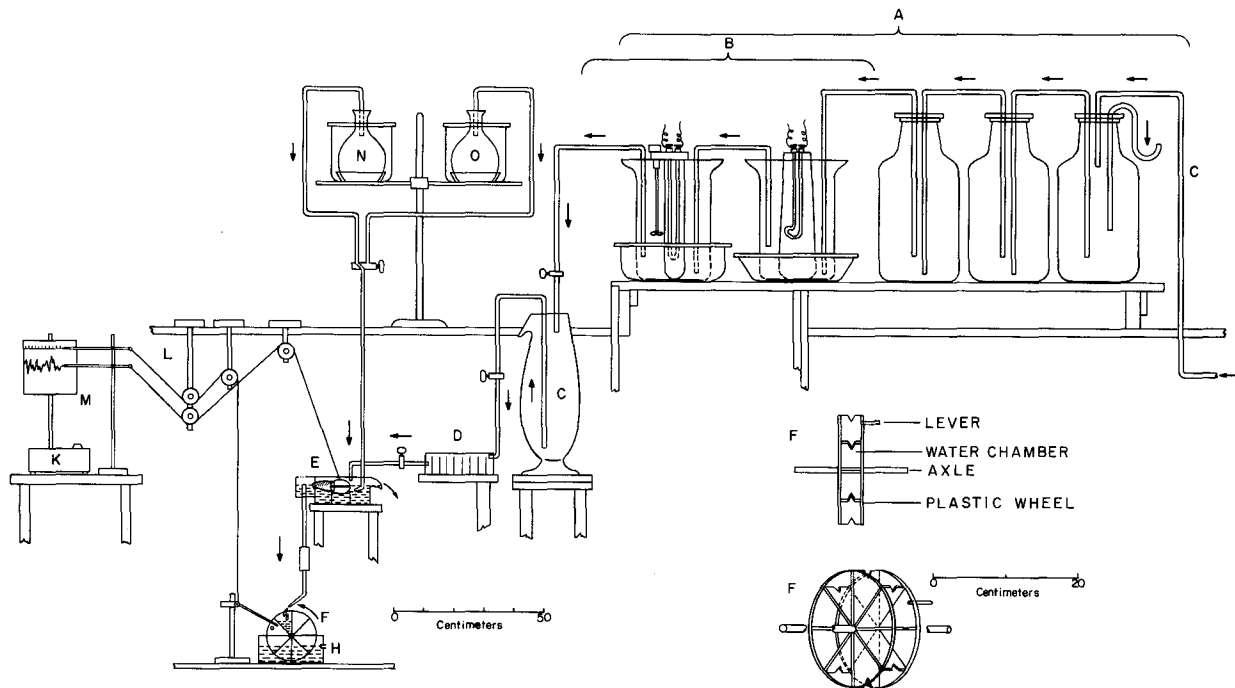 A
B
N
O
C
L
M
K
E
D
C
F
H
0 50
Centimeters
F
LEVER
WATER CHAMBER
AXLE
PLASTIC WHEEL
F
0 20
Centimeters